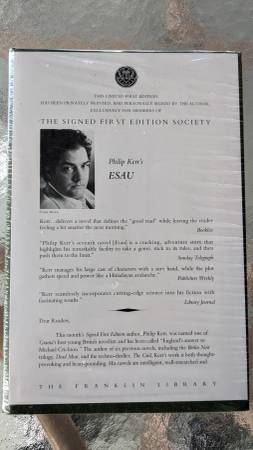 THIS LIMITED FIRST EDITION
HAS BEEN PRIVATELY PRINTED, AND PERSONALLY SIGNED BY THE AUTHOR,
EXCLUSIVELY FOR MEMBERS OF
THE SIGNED FIRST EDITION SOCIETY
Philip Kerr's
ESAU
Kerr...delivers a novel that defines the "good read" while leaving the reader
feeling a bit smarter the next morning."
Booklist
"Philip Kerr's seventh novel [Esau] is a cracking, adventure story that
highlights his remarkable facility to take a genre, stick to its rules, and then
push them to the limit."
Sunday Telegraph
"Kerr manages his large cast of characters with a sure hand, while the plot
gathers speed and power like a Himalayan avalanche."
Publishers Weekly
"Kerr seamlessly incorporates cutting-edge science into his fiction with
fascinating results."
Library Journal
Dear Readers,
This month's Signed First Edition author, Philip Kerr, was named one of
Granta's best young British novelists and has been called "England's answer to
Michael Crichton." The author of six previous novels, including the Berlin Noir
trilogy, Dead Meat, and the techno-thriller, The Grid, Kerr's work is both thought-
provoking and heart-pounding. His novels are intelligent, well-researched and
THE FRANKLIN LIBRARY